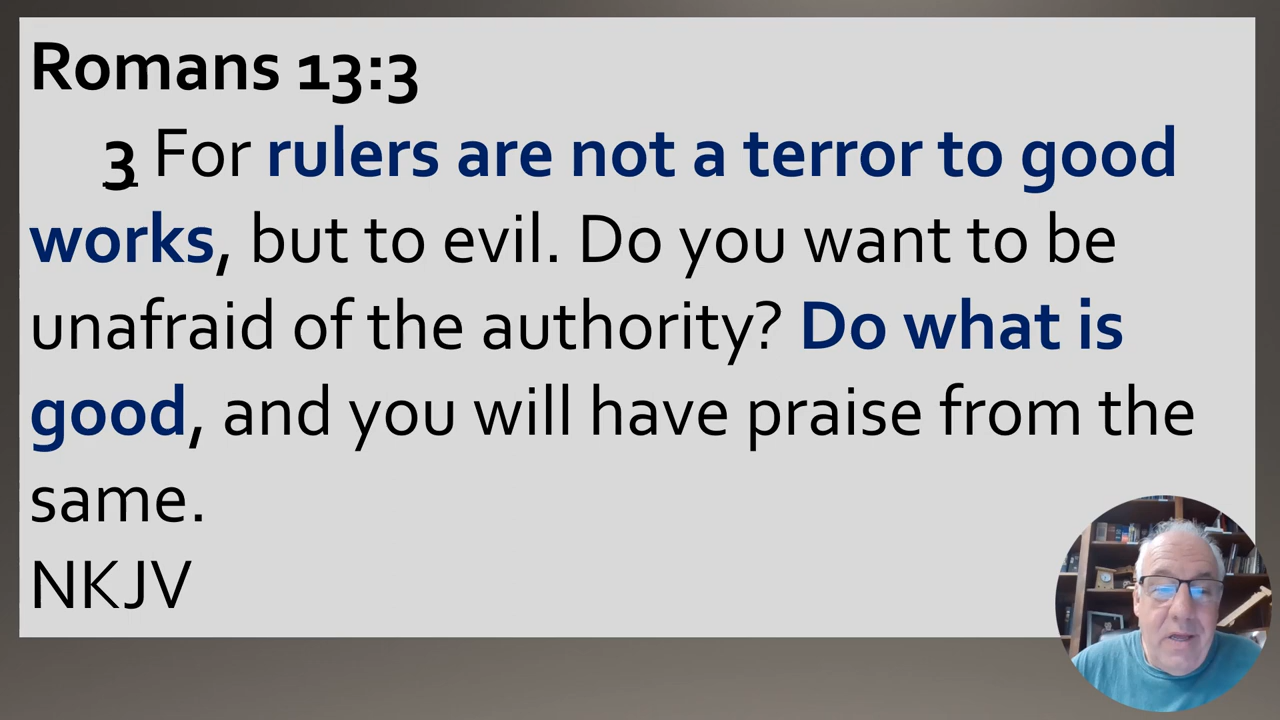 Romans 13:3
3 For rulers are not a terror to good
works, but to evil. Do you want to be
unafraid of the authority? Do what is
good, and you will have praise from the
same.
NKJV